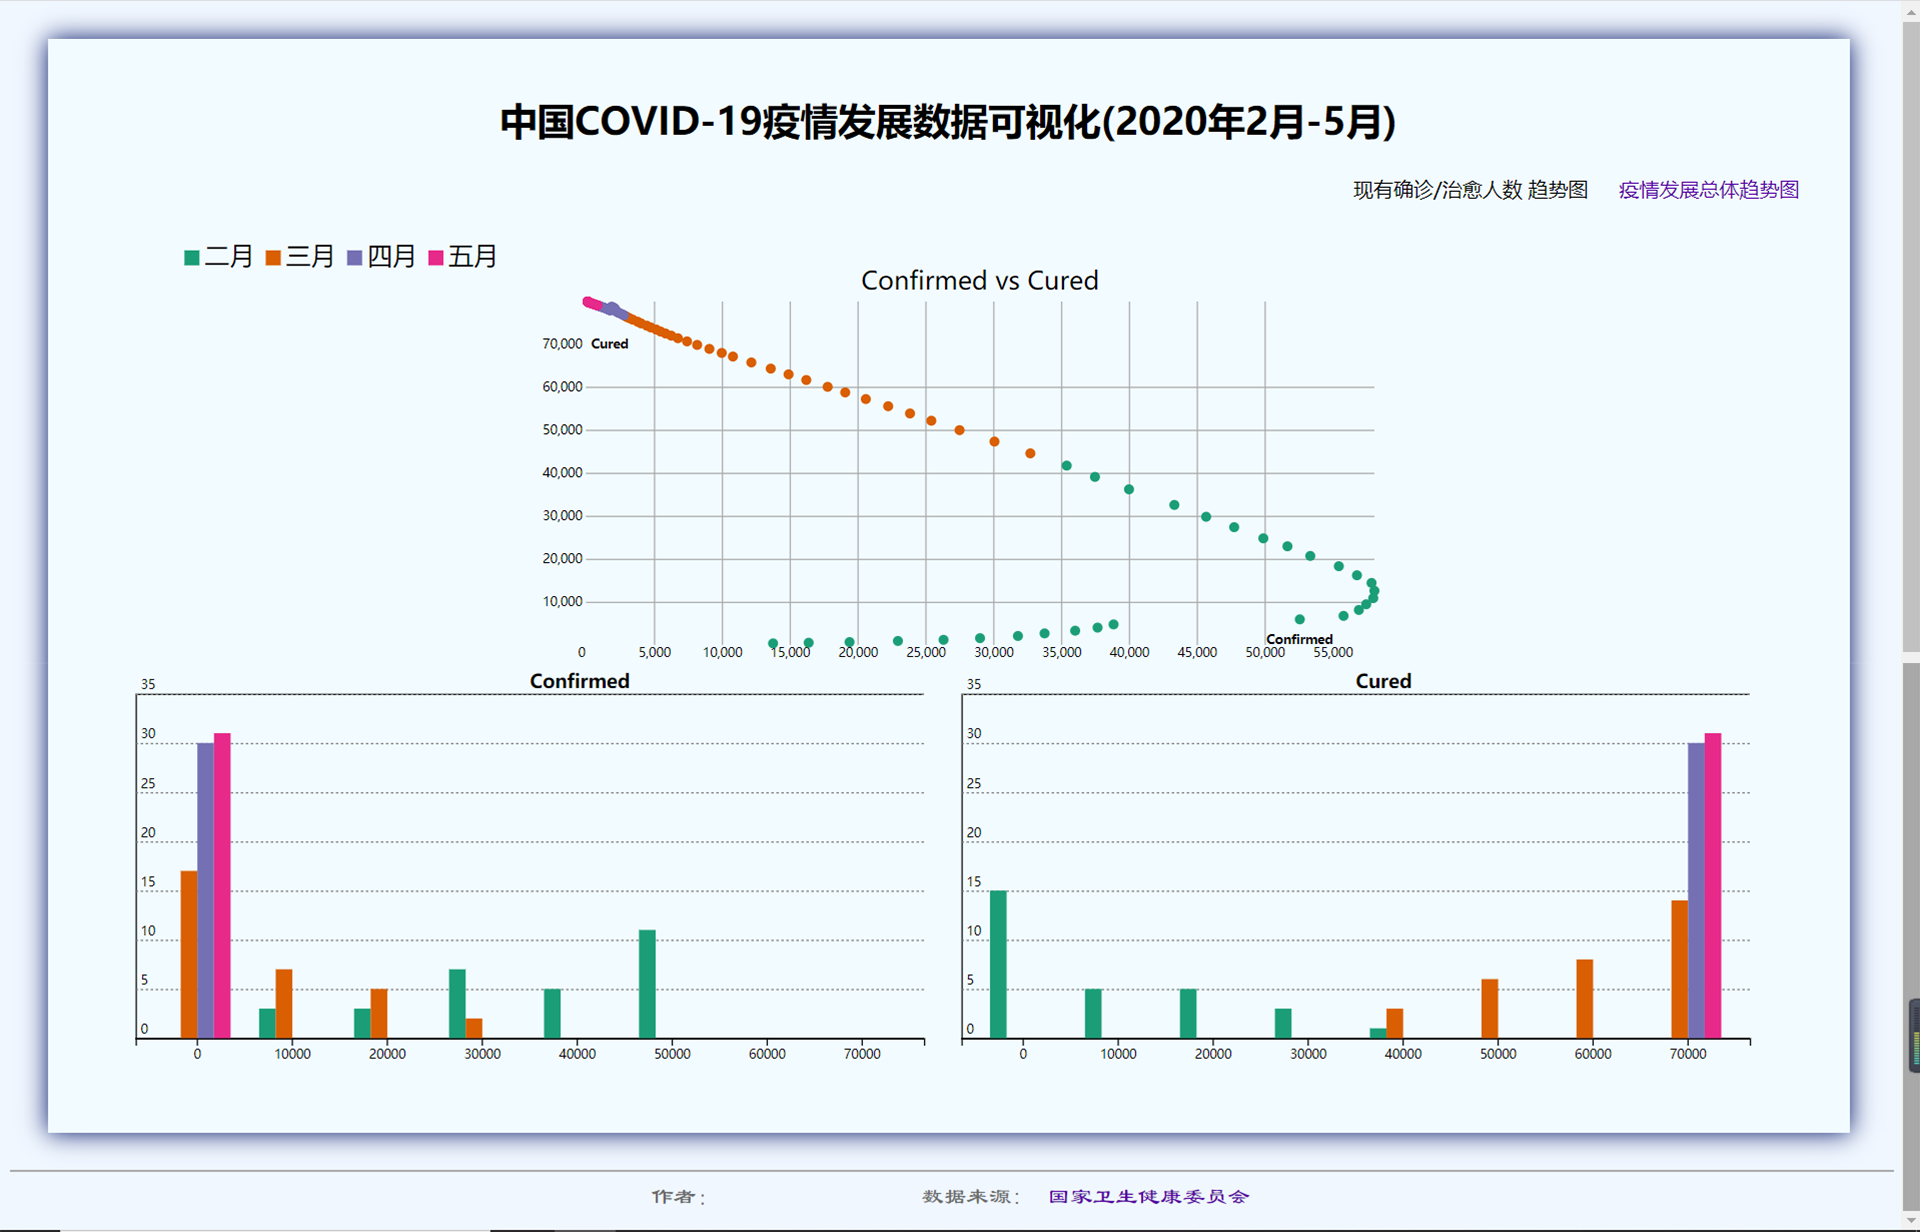 中国COVID-19疫情发展数据可视化(2020年2月-5月)
现有确诊/治愈人数 趋势图 疫情发展总体趋势图
二月 三月 四月 五月
Confirmed vs Cured
70,000 Cured
60,000
50,000
40,000
30,000
20,000
10,000
Confirmed
0 5,000 10,000 15,000 20,000 25,000 30,000 35,000 40,000 45,000 50,000 55,000
Confirmed
35
30
25
20
15
10
5
0
0 10000 20000 30000 40000 50000 60000 70000
Cured
35
30
25
20
15
10
5
0
0 10000 20000 30000 40000 50000 60000 70000
作者: 数据来源: 国家卫生健康委员会